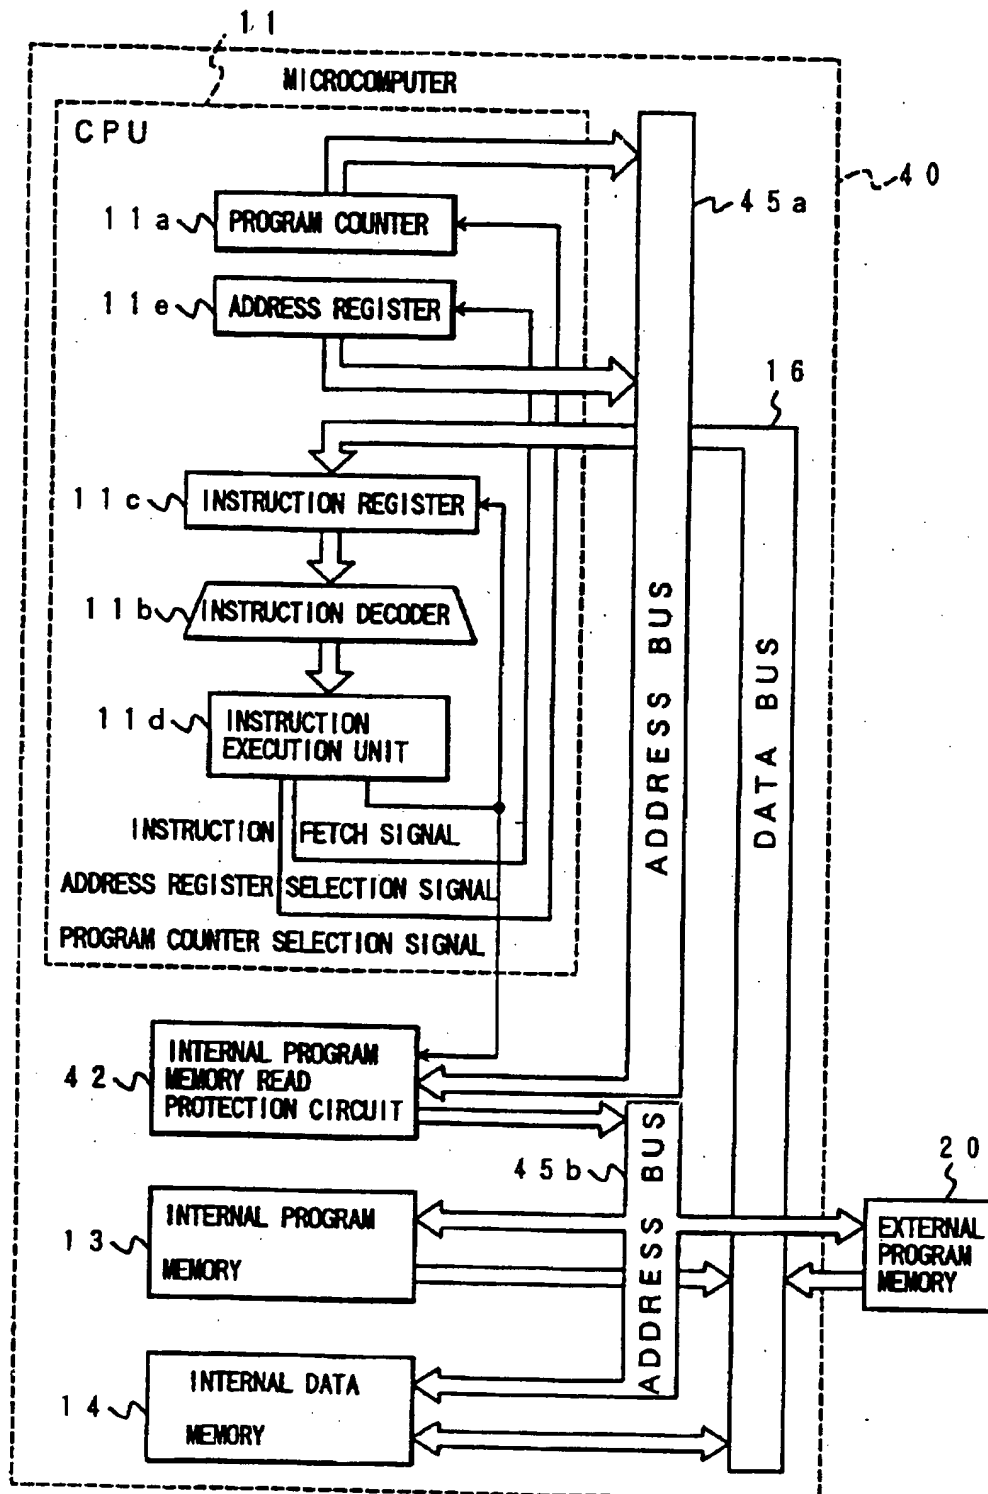 11
MICROCOMPUTER
CPU
40
45a
11a
PROGRAM COUNTER
11e
ADDRESS REGISTER
16
11c
INSTRUCTION REGISTER
11b
INSTRUCTION DECODER
ADDRESS BUS
DATA BUS
11d
INSTRUCTION
EXECUTION UNIT
INSTRUCTION FETCH SIGNAL
ADDRESS REGISTER SELECTION SIGNAL
PROGRAM COUNTER SELECTION SIGNAL
42
INTERNAL PROGRAM
MEMORY READ
PROTECTION CIRCUIT
45b
ADDRESS BUS
20
13
INTERNAL PROGRAM
MEMORY
EXTERNAL
PROGRAM
MEMORY
14
INTERNAL DATA
MEMORY